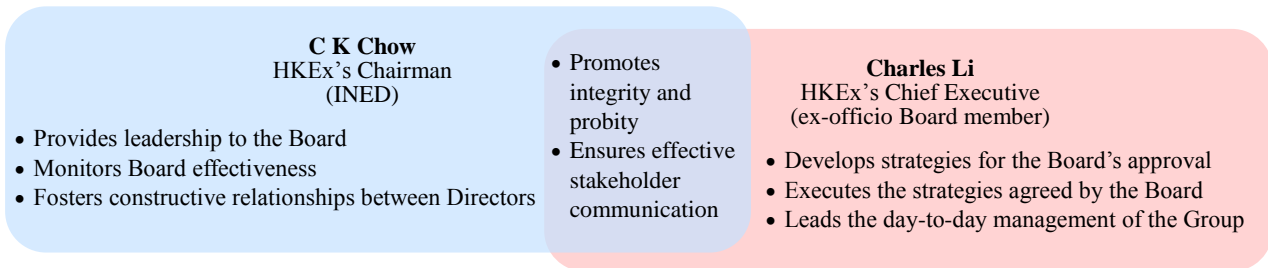 C K Chow
HKEx’s Chairman
(INED)
• Provides leadership to the Board
• Monitors Board effectiveness
• Fosters constructive relationships between Directors
• Promotes
integrity and
probity
• Ensures effective
stakeholder
communication
Charles Li
HKEx’s Chief Executive
(ex-officio Board member)
• Develops strategies for the Board’s approval
• Executes the strategies agreed by the Board
• Leads the day-to-day management of the Group